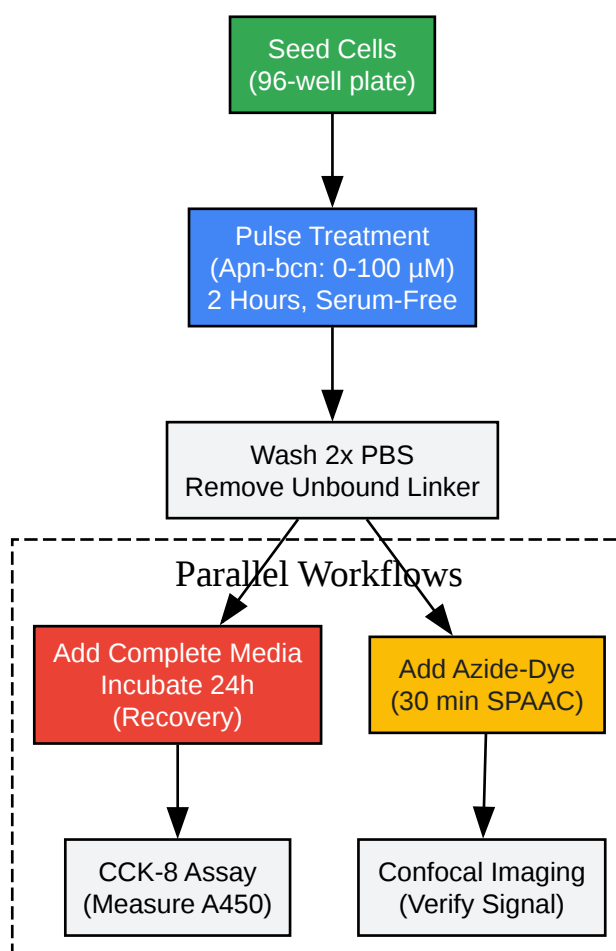 Seed Cells
(96-well plate)
Pulse Treatment
(Apn-bcn: 0-100 µM)
2 Hours, Serum-Free
Wash 2x PBS
Remove Unbound Linker
Parallel Workflows
Add Complete Media
Incubate 24h
(Recovery)
Add Azide-Dye
(30 min SPAAC)
CCK-8 Assay
(Measure A450)
Confocal Imaging
(Verify Signal)